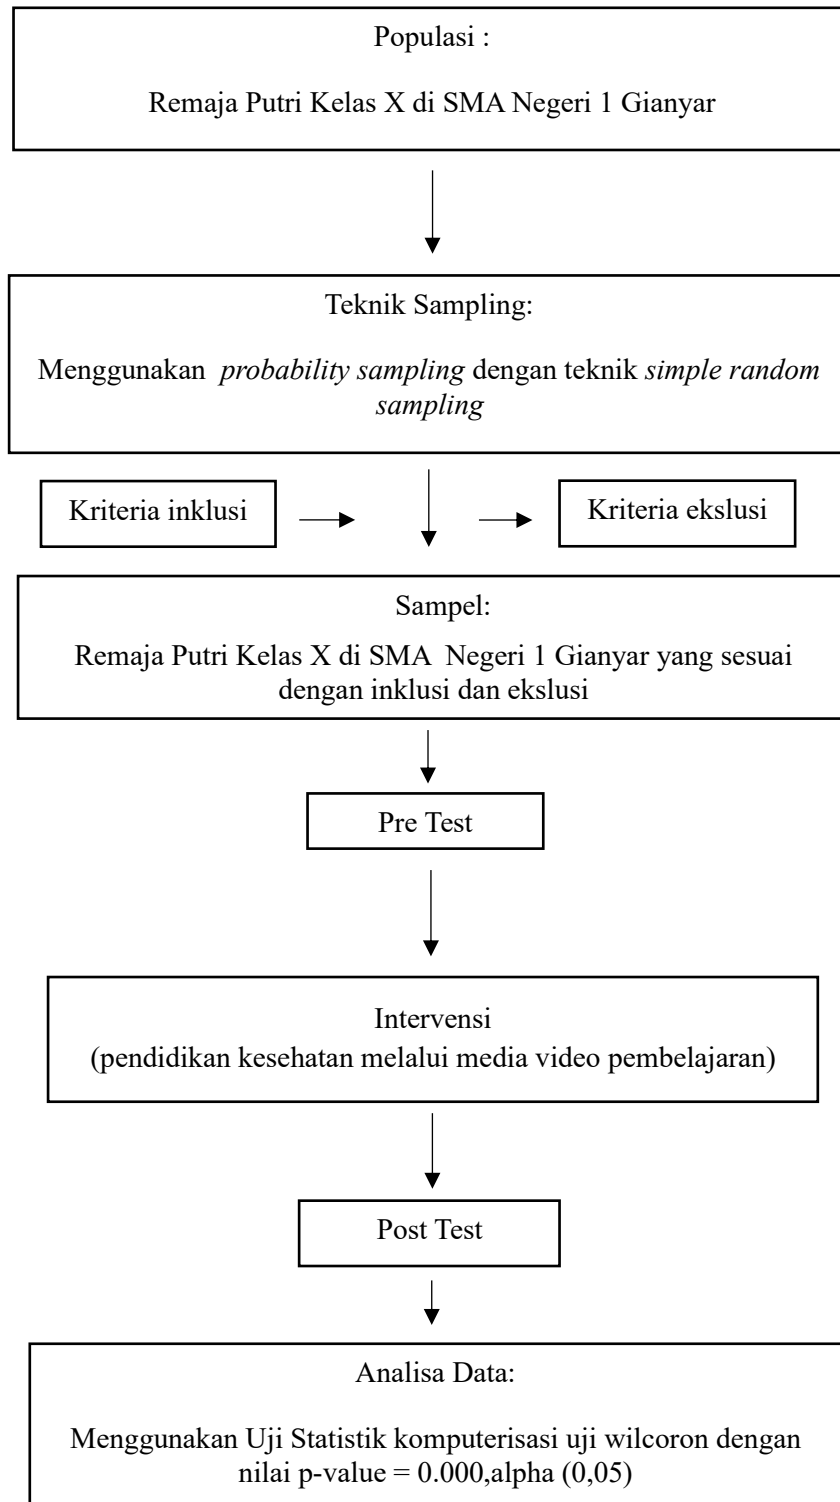 Populasi :
Remaja Putri Kelas X di SMA Negeri 1 Gianyar
Teknik Sampling:
Menggunakan probability sampling dengan teknik simple random
sampling
Kriteria inklusi
Kriteria ekslusi
Sampel:
Remaja Putri Kelas X di SMA Negeri 1 Gianyar yang sesuai
dengan inklusi dan ekslusi
Pre Test
Intervensi
(pendidikan kesehatan melalui media video pembelajaran)
Post Test
Analisa Data:
Menggunakan Uji Statistik komputerisasi uji wilcoron dengan
nilai p-value = 0.000,alpha (0,05)